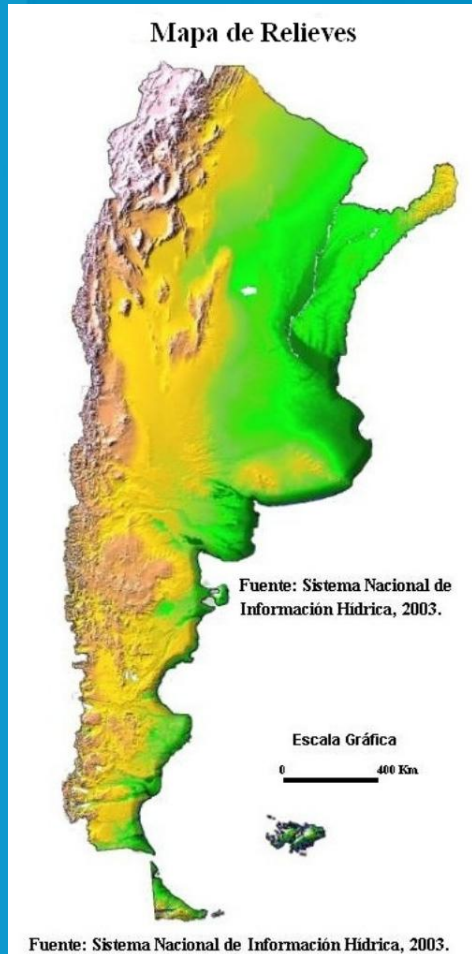 Mapa de Relieves
Fuente: Sistema Nacional de
Información Hídrica, 2003.
Escala Gráfica
0 400 Km
Fuente: Sistema Nacional de Información Hídrica, 2003.